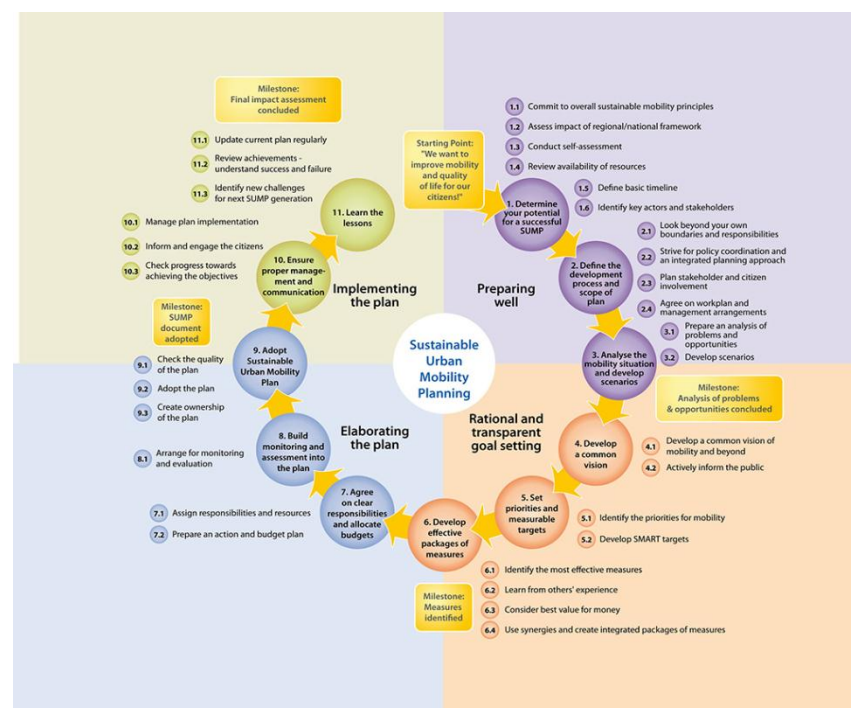 Starting Point:
"We want to
improve mobility
and quality
of life for our
citizens!"
1.1 Commit to overall sustainable mobility principles
1.2 Assess impact of regional/national framework
1.3 Conduct self-assessment
1.4 Review availability of resources
1.5 Define basic timeline
1.6 Identify key actors and stakeholders
1. Determine
your potential
for a successful
SUMP
2.1 Look beyond your own
boundaries and responsibilities
2.2 Strive for policy coordination and
an integrated planning approach
2.3 Plan stakeholder and citizen
involvement
2.4 Agree on workplan and
management arrangements
2. Define the
development
process and
scope of
plan
3.1 Prepare an analysis of
problems and
opportunities
3.2 Develop scenarios
3. Analyse the
mobility situation
and develop
scenarios
Preparing
well
Milestone:
Analysis of problems
& opportunities concluded
Sustainable
Urban
Mobility
Planning
Rational and
transparent
goal setting
4. Develop
a common
vision
4.1 Develop a common vision of
mobility and beyond
4.2 Actively inform the public
5. Set
priorities and
measurable
targets
5.1 Identify the priorities for mobility
5.2 Develop SMART targets
6. Develop
effective
packages of
measures
6.1 Identify the most effective measures
6.2 Learn from others' experience
6.3 Consider best value for money
6.4 Use synergies and create integrated packages of measures
Milestone:
Measures
identified
Elaborating
the plan
7. Agree
on clear
responsibilities
and allocate
budgets
7.1 Assign responsibilities and resources
7.2 Prepare an action and budget plan
8. Build
monitoring and
assessment into
the plan
8.1 Arrange for monitoring
and evaluation
9. Adopt
Sustainable
Urban Mobility
Plan
9.1 Check the quality
of the plan
9.2 Adopt the plan
9.3 Create ownership
of the plan
Milestone:
SUMP
document
adopted
Implementing
the plan
10. Ensure
proper manage-
ment and
communication
10.1 Manage plan implementation
10.2 Inform and engage the citizens
10.3 Check progress towards
achieving the objectives
11. Learn the
lessons
11.1 Update current plan regularly
11.2 Review achievements -
understand success and failure
11.3 Identify new challenges
for next SUMP generation
Milestone:
Final impact assessment
concluded